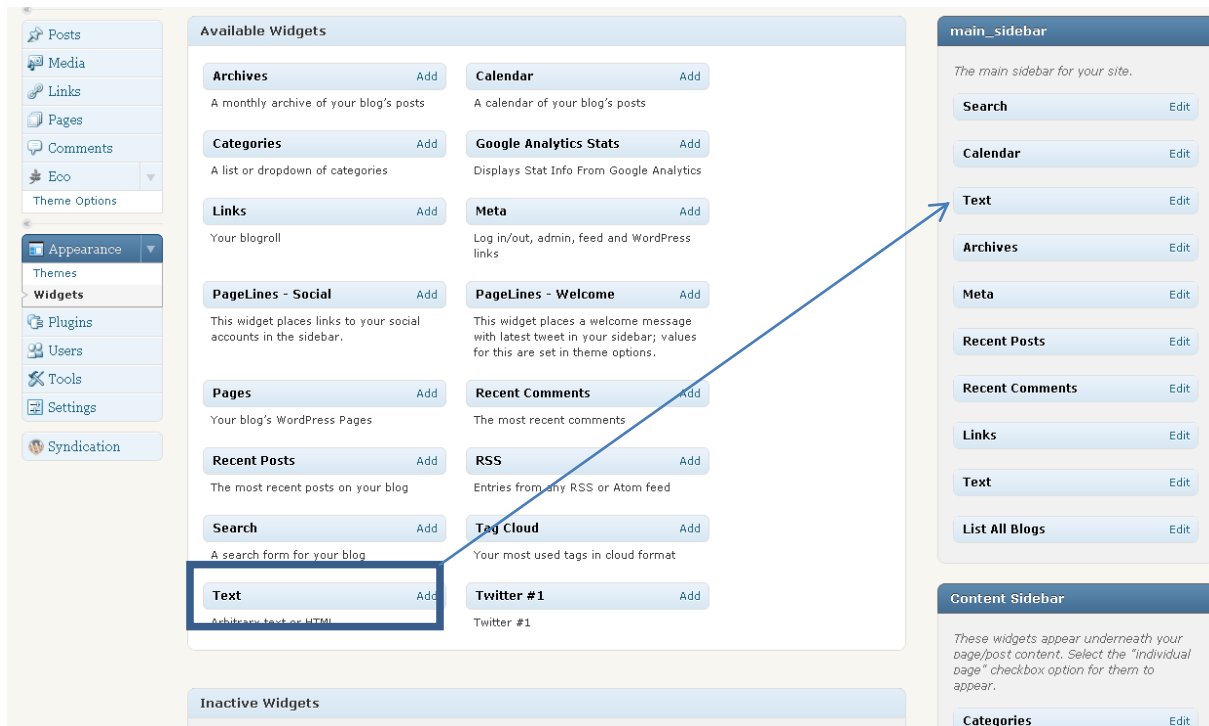 Posts
Media
Links
Pages
Comments
Eco
Theme Options
Appearance
Themes
Widgets
Plugins
Users
Tools
Settings
Syndication
Available Widgets
Archives Add
A monthly archive of your blog's posts
Calendar Add
A calendar of your blog's posts
Categories Add
A list or dropdown of categories
Google Analytics Stats Add
Displays Stat Info From Google Analytics
Links Add
Your blogroll
Meta Add
Log in/out, admin, feed and WordPress
links
PageLines - Social Add
This widget places links to your social
accounts in the sidebar.
PageLines - Welcome Add
This widget places a welcome message
with latest tweet in your sidebar; values
for this are set in theme options.
Pages Add
Your blog's WordPress Pages
Recent Comments Add
The most recent comments
Recent Posts Add
The most recent posts on your blog
RSS Add
Entries from any RSS or Atom feed
Search Add
A search form for your blog
Tag Cloud Add
Your most used tags in cloud format
Text Add
Arbitrary text or HTML
Twitter #1 Add
Twitter #1
Inactive Widgets
main_sidebar
The main sidebar for your site.
Search Edit
Calendar Edit
Text Edit
Archives Edit
Meta Edit
Recent Posts Edit
Recent Comments Edit
Links Edit
Text Edit
List All Blogs Edit
Content Sidebar
These widgets appear underneath your
page/post content. Select the "individual
page" checkbox option for them to
appear.
Categories Edit